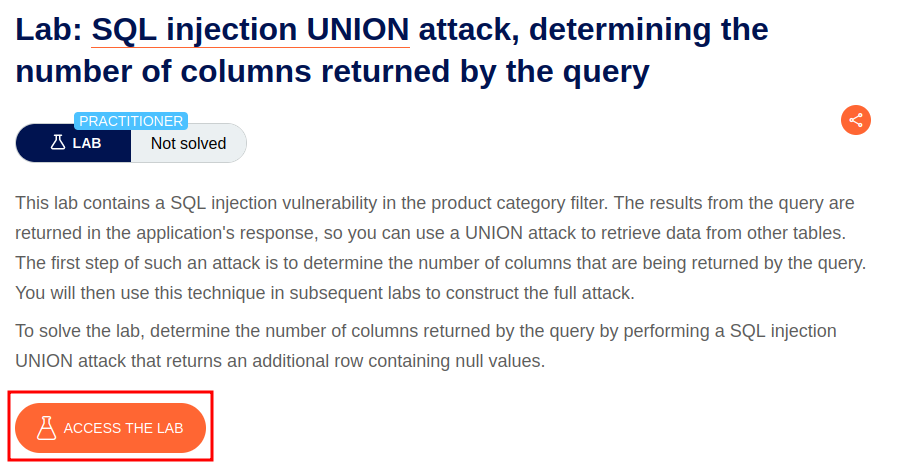 Lab: SQL injection UNION attack, determining the
number of columns returned by the query
PRACTITIONER
LAB
Not solved
This lab contains a SQL injection vulnerability in the product category filter. The results from the query are
returned in the application's response, so you can use a UNION attack to retrieve data from other tables.
The first step of such an attack is to determine the number of columns that are being returned by the query.
You will then use this technique in subsequent labs to construct the full attack.
To solve the lab, determine the number of columns returned by the query by performing a SQL injection
UNION attack that returns an additional row containing null values.
ACCESS THE LAB